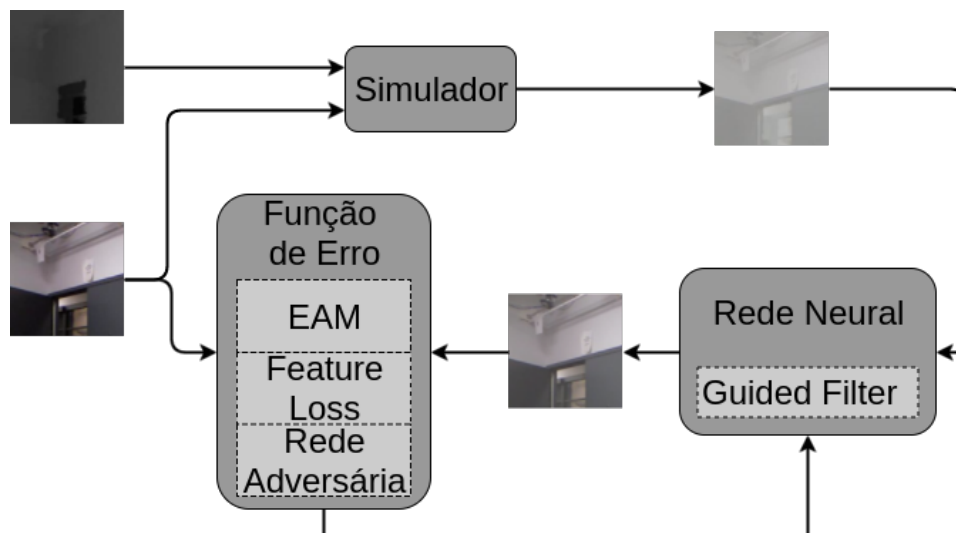 Simulador
Função
de Erro
EAM
Feature
Loss
Rede
Adversária
Rede Neural
Guided Filter